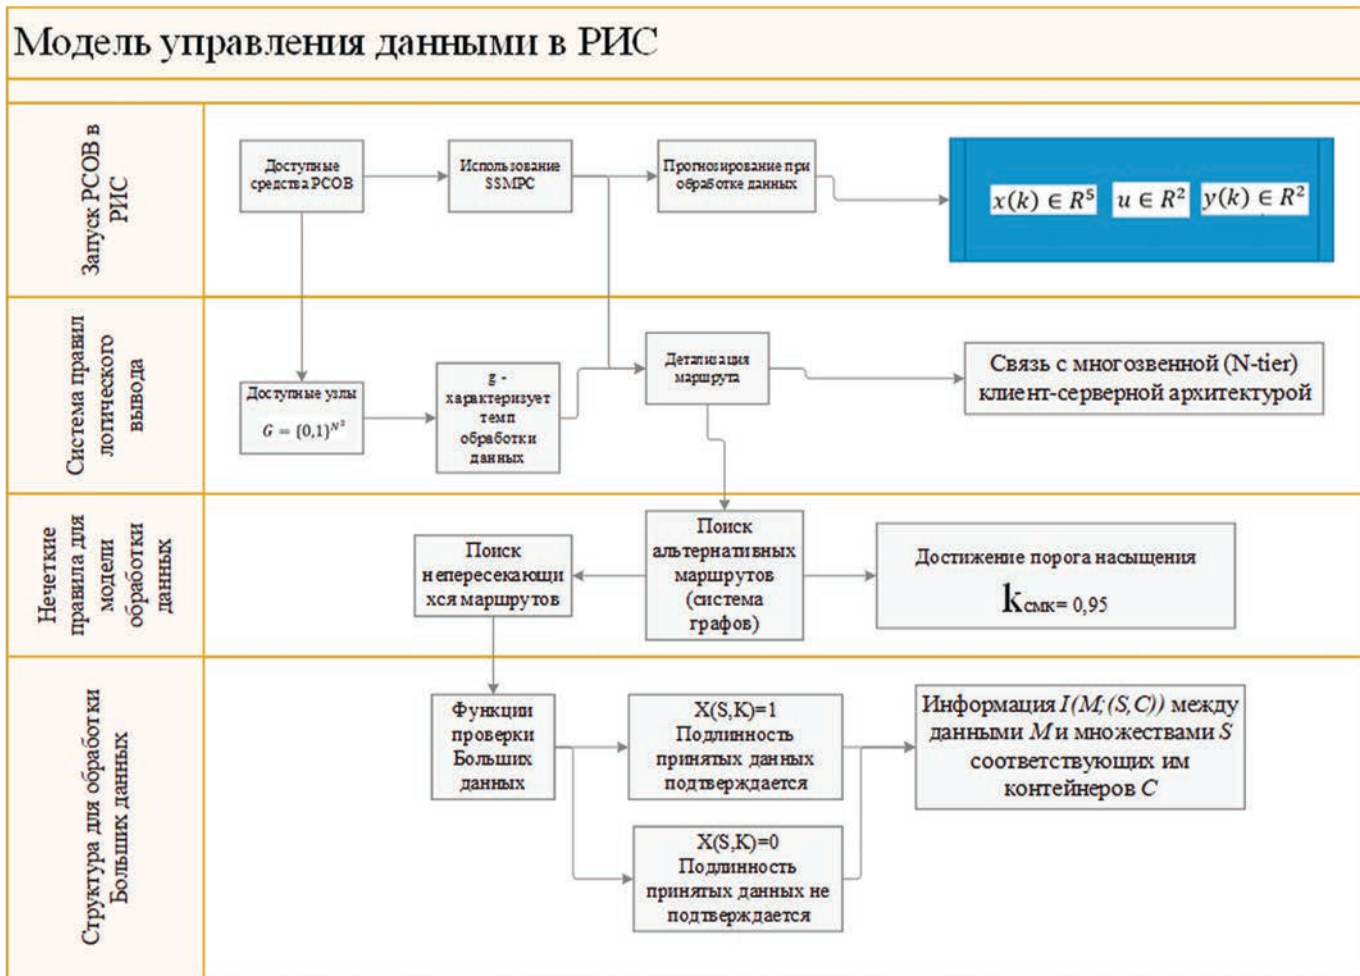 Модель управления данными в РИС
Запуск РСОВ в
РИС
Доступные
средства РСОВ
Использование
SSMPC
Прогнозирование при
обработке данных
x(k) ∈ R⁵ u ∈ R² y(k) ∈ R²
Система правил
логического
вывода
Доступные узлы
G = {0,1}^{N²}
g -
характеризует
темп
обработки
данных
Детализация
маршрута
Связь с многозвенной (N-tier)
клиент-серверной архитектурой
Нечеткие
правила для
модели
обработки
данных
Поиск
непересекающи
хся маршрутов
Поиск
альтернативных
маршрутов
(система
графов)
Достижение порога насыщения
kсмк= 0,95
Структура для обработки
Больших данных
Функции
проверки
Больших
данных
X(S,K)=1
Подлинность
принятых данных
подтверждается
X(S,K)=0
Подлинность
принятых данных не
подтверждается
Информация I(M;(S,C)) между
данными M и множествами S
соответствующих им
контейнеров C